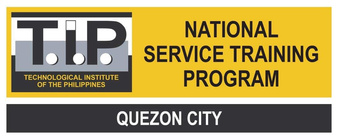 T.I.P
TECHNOLOGICAL INSTITUTE
OF THE PHILIPPINES
NATIONAL
SERVICE TRAINING
PROGRAM
QUEZON CITY